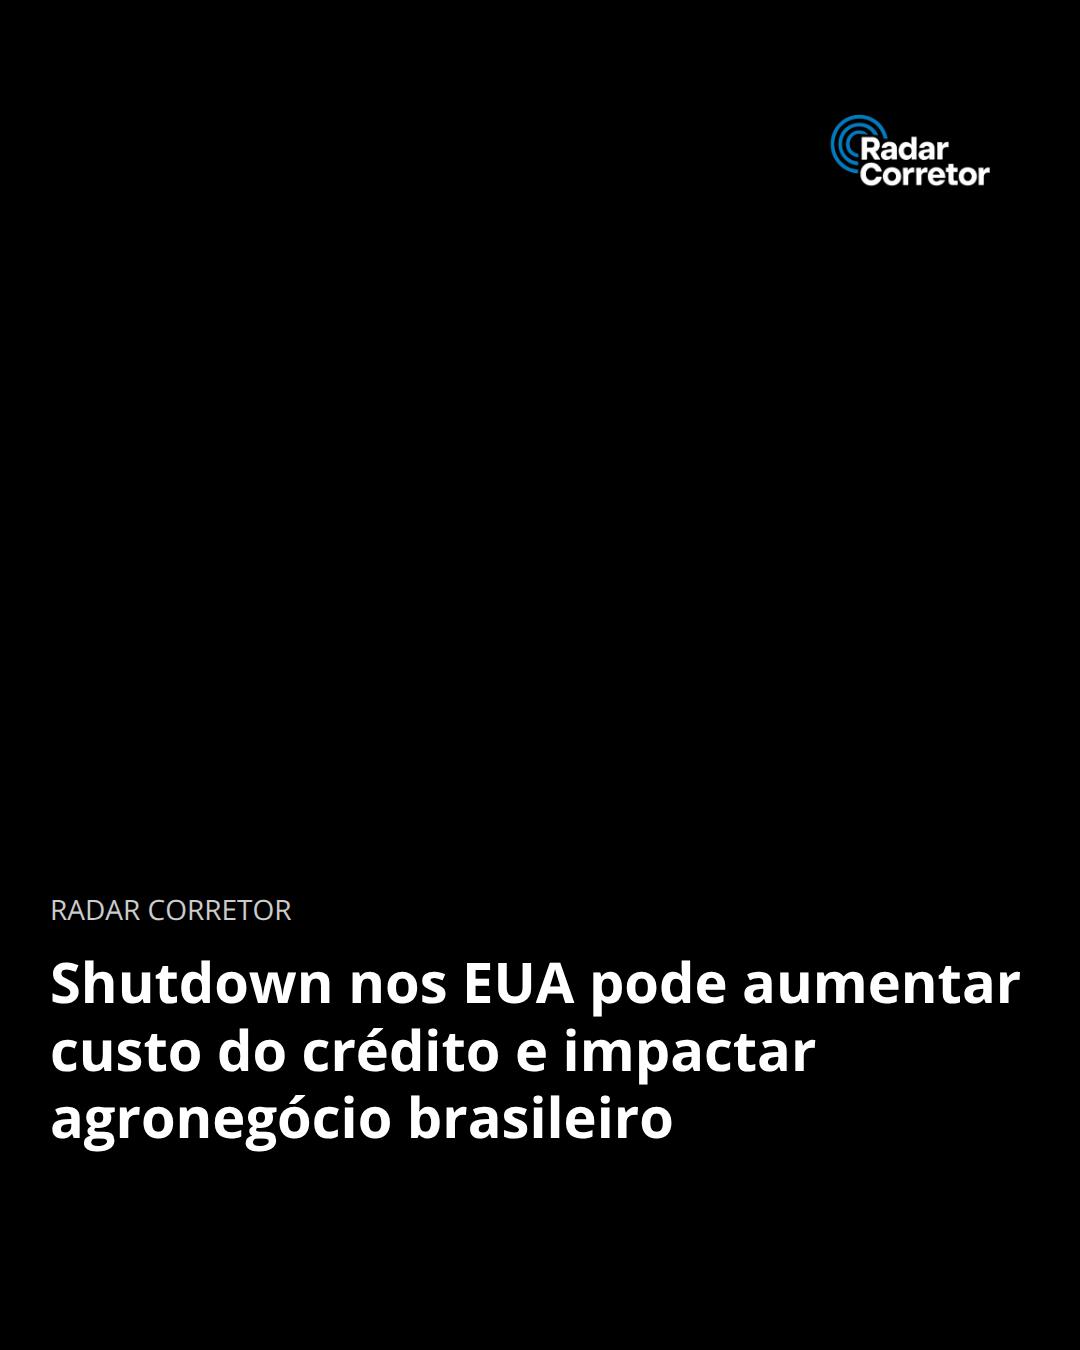 Radar
Corretor
RADAR CORRETOR
Shutdown nos EUA pode aumentar
custo do crédito e impactar
agronegócio brasileiro